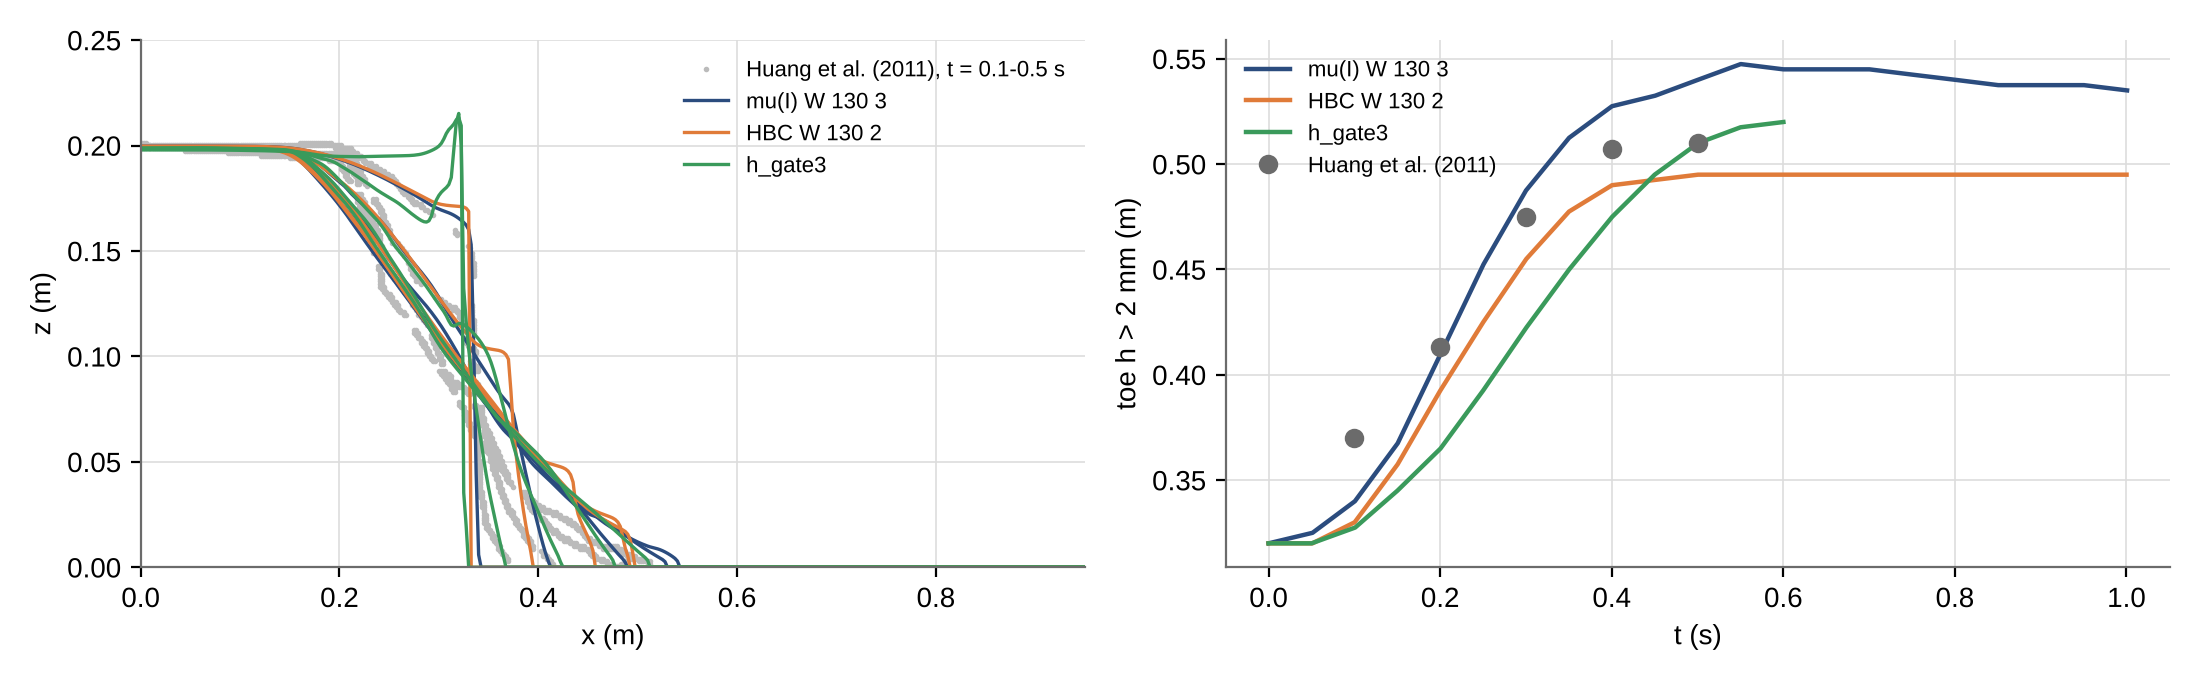 0.25
0.20
0.15
0.10
0.05
0.00
z (m)
0.0 0.2 0.4 0.6 0.8
x (m)
Huang et al. (2011), t = 0.1-0.5 s
mu(I) W 130 3
HBC W 130 2
h_gate3
0.55
0.50
0.45
0.40
0.35
toe h > 2 mm (m)
0.0 0.2 0.4 0.6 0.8 1.0
t (s)
mu(I) W 130 3
HBC W 130 2
h_gate3
Huang et al. (2011)